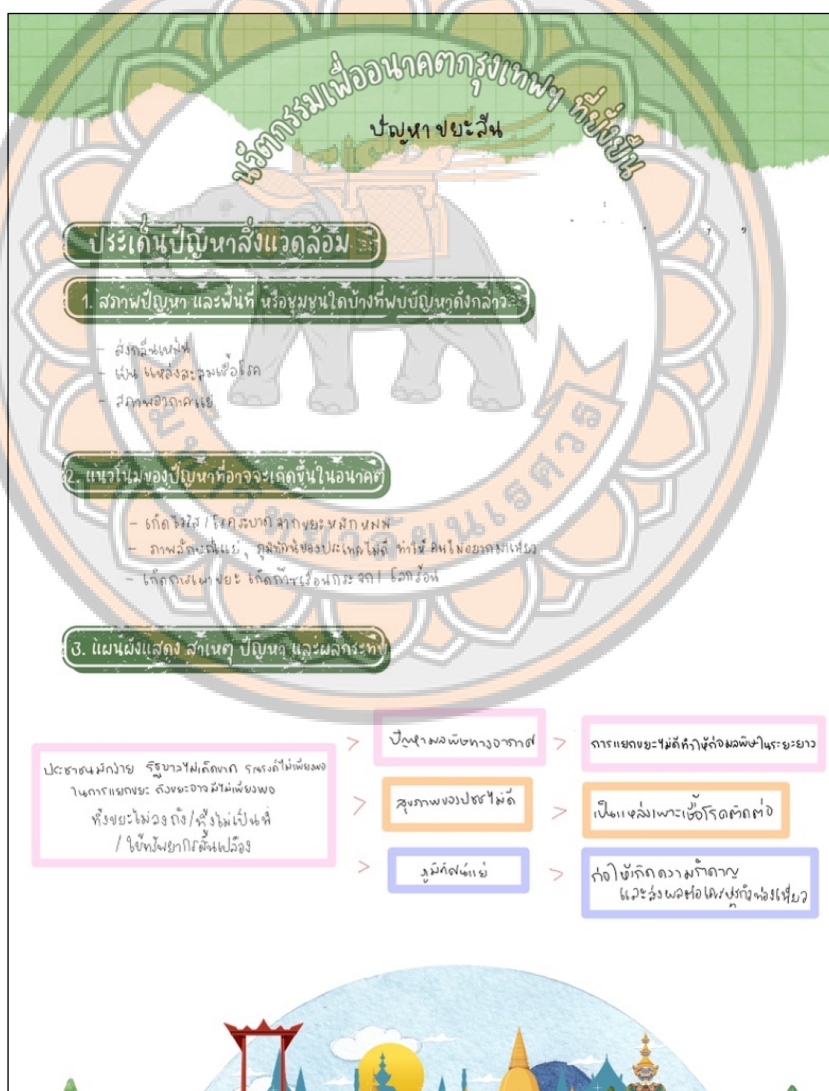 นวัตกรรมเพื่ออนาคตกรุงเทพฯ ที่ยั่งยืน
ปัญหาขยะล้น
ประเด็นปัญหาสิ่งแวดล้อม
1. สภาพปัญหา และพื้นที่ หรือชุมชนใดบ้างที่พบปัญหาดังกล่าว
- ส่งกลิ่นเหม็น
- เป็นแหล่งสะสมเชื้อโรค
- สภาพอากาศแย่
2. แนวโน้มของปัญหาที่อาจจะเกิดขึ้นในอนาคต
- เกิดไวรัส / โรคระบาด จากขยะหมักหมม
- ภาพลักษณ์แย่, ภูมิทัศน์ของประเทศไม่ดี ทำให้คนไม่อยากมาเที่ยว
- เกิดการเผาขยะ เกิดก๊าซเรือนกระจก / โลกร้อน
3. แผนผังแสดง สาเหตุ ปัญหา และผลกระทบ
ประชาชนมักง่าย รัฐบาลไม่เด็ดขาด รณรงค์ไม่เพียงพอ
ในการแยกขยะ ถังขยะอาจมีไม่เพียงพอ
ทิ้งขยะไม่ลงถัง/ทิ้งไม่เป็นที่
/ ใช้ทรัพยากรสิ้นเปลือง
> ปัญหามลพิษทางอากาศ > การแยกขยะไม่ดีทำให้ก่อมลพิษในระยะยาว
> สุขภาพของปชชไม่ดี > เป็นแหล่งเพาะเชื้อโรคติดต่อ
> ภูมิทัศน์แย่ > ก่อให้เกิดความรำคาญ
และส่งผลต่อเศรษฐกิจท่องเที่ยว
มหาวิทยาลัยนเรศวร